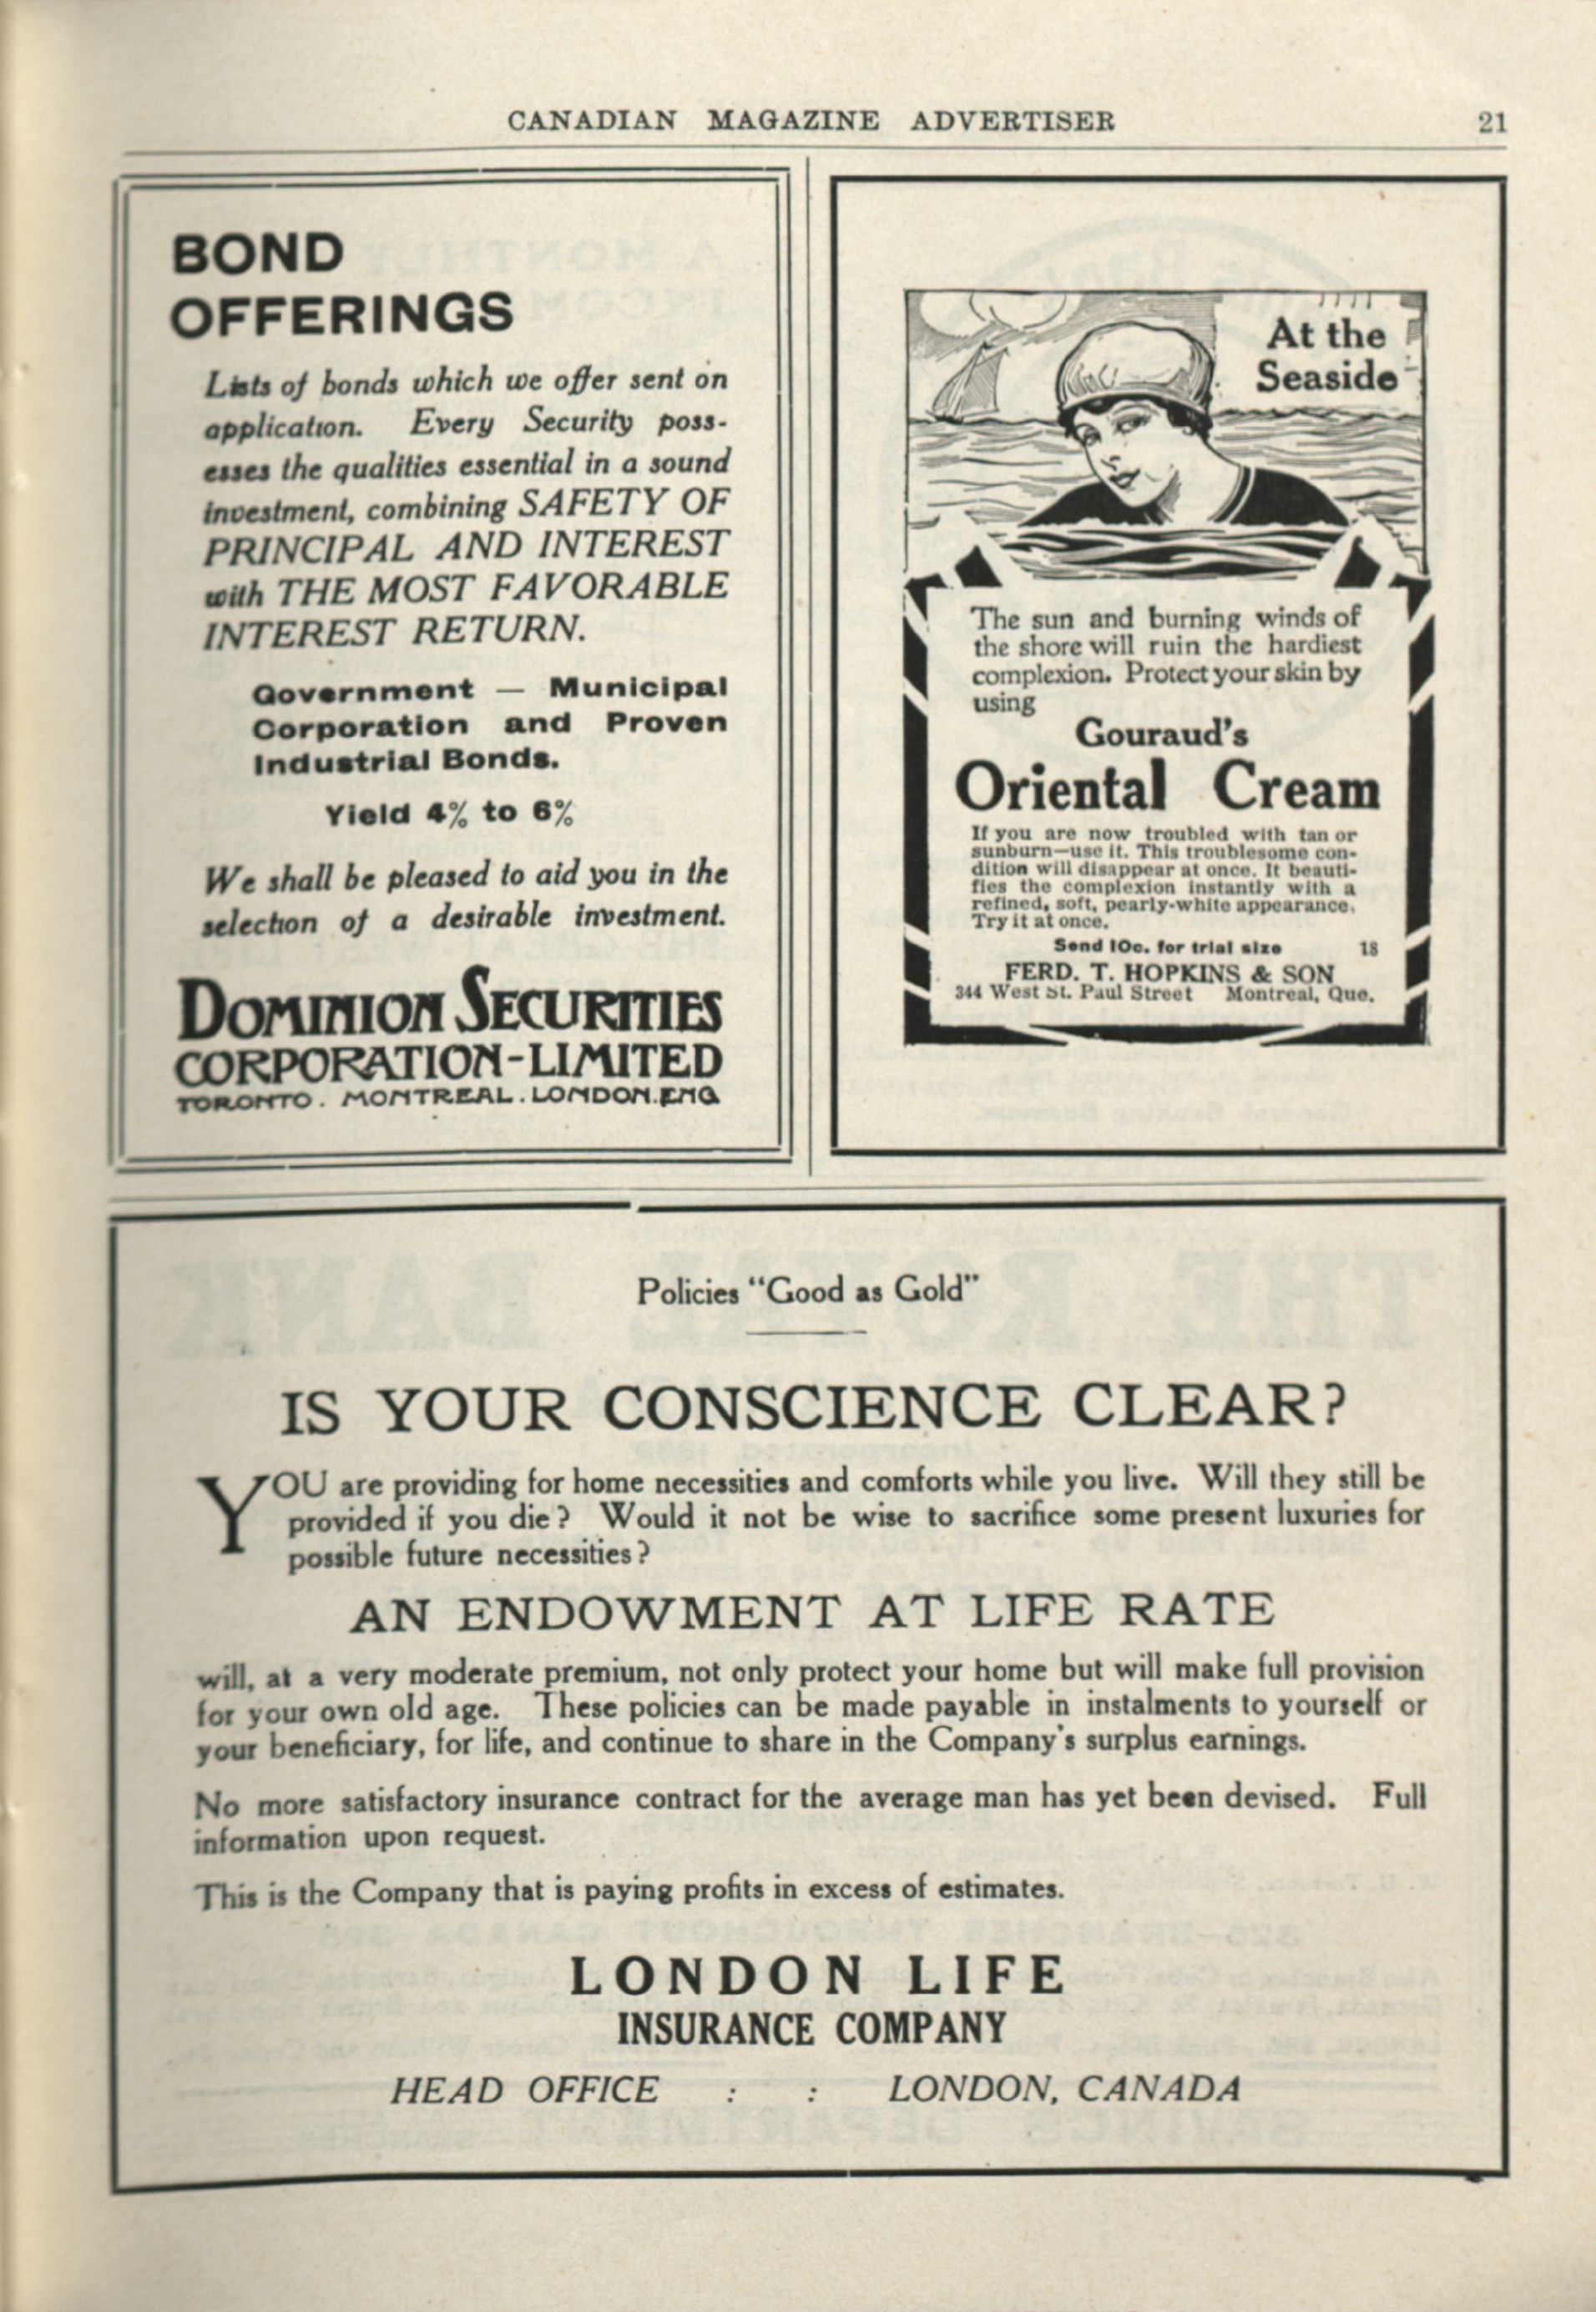 CANADIAN MAGAZINE ADVERTISER 21
BOND
OFFERINGS
Lists of bonds which we offer sent on
application. Every Security poss-
esses the qualities essential in a sound
investment, combining SAFETY OF
PRINCIPAL AND INTEREST
with THE MOST FAVORABLE
INTEREST RETURN.
Government — Municipal
Corporation and Proven
Industrial Bonds.
Yield 4% to 6%
We shall be pleased to aid you in the
selection of a desirable investment.
DOMINION SECURITIES
CORPORATION-LIMITED
TORONTO. MONTREAL. LONDON. ENG
At the
Seaside
The sun and burning winds of
the shore will ruin the hardiest
complexion. Protect your skin by
using
Gouraud's
Oriental Cream
If you are now troubled with tan or
sunburn—use it. This troublesome con-
dition will disappear at once. It beauti-
fies the complexion instantly with a
refined, soft, pearly-white appearance.
Try it at once.
Send 10c. for trial size 18
FERD. T. HOPKINS & SON
344 West St. Paul Street Montreal, Que.
Policies "Good as Gold"
IS YOUR CONSCIENCE CLEAR?
YOU are providing for home necessities and comforts while you live. Will they still be
provided if you die? Would it not be wise to sacrifice some present luxuries for
possible future necessities?
AN ENDOWMENT AT LIFE RATE
will, at a very moderate premium, not only protect your home but will make full provision
for your own old age. These policies can be made payable in instalments to yourself or
your beneficiary, for life, and continue to share in the Company's surplus earnings.
No more satisfactory insurance contract for the average man has yet been devised. Full
information upon request.
This is the Company that is paying profits in excess of estimates.
LONDON LIFE
INSURANCE COMPANY
HEAD OFFICE : : LONDON, CANADA